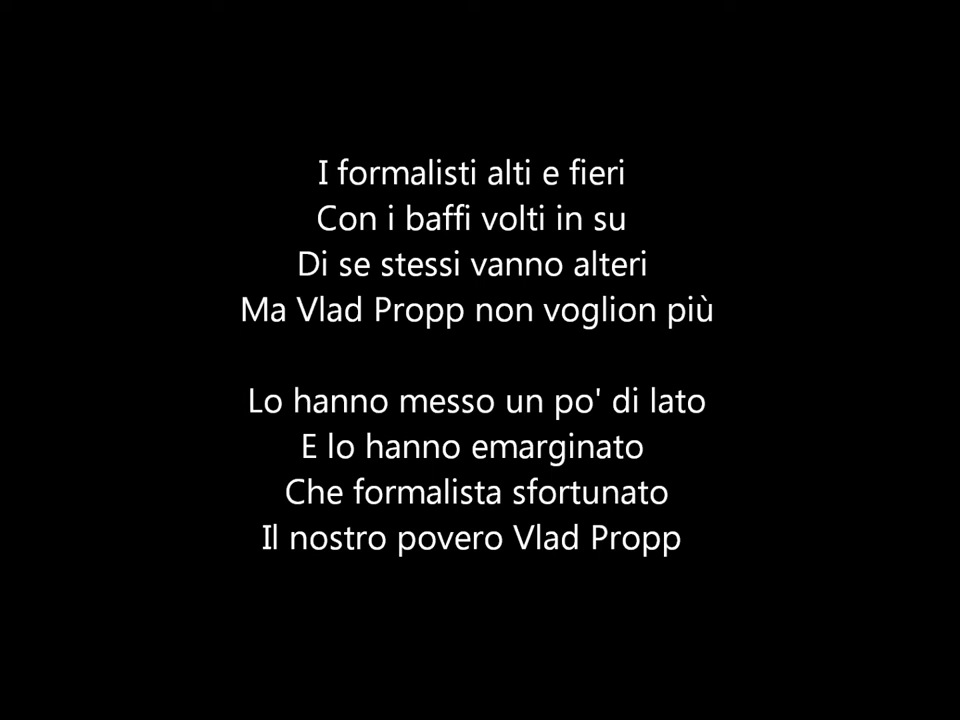 I formalisti alti e fieri
Con i baffi volti in su
Di se stessi vanno alteri
Ma Vlad Propp non voglion più
Lo hanno messo un po' di lato
E lo hanno emarginato
Che formalista sfortunato
Il nostro povero Vlad Propp